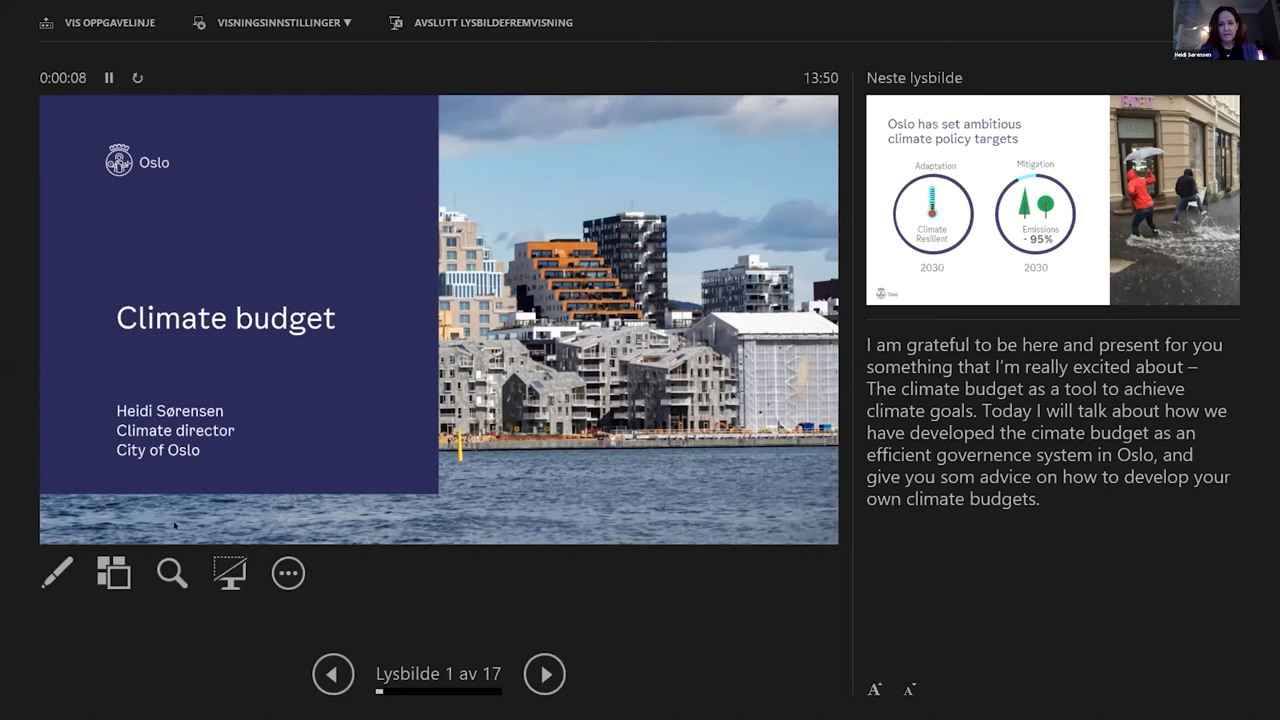 VIS OPPGAVELINJE
VISNINGSINNSTILLINGER ▼
AVSLUTT LYSBILDEFREMVISNING
Heidi Sørensen
0:00:08
13:50
Neste lysbilde
Oslo
Climate budget
Heidi Sørensen
Climate director
City of Oslo
Oslo has set ambitious
climate policy targets
Adaptation
Mitigation
Climate
Resilient
Emissions
- 95%
2030
2030
Oslo
I am grateful to be here and present for you
something that I'm really excited about –
The climate budget as a tool to achieve
climate goals. Today I will talk about how we
have developed the cimate budget as an
efficient governence system in Oslo, and
give you som advice on how to develop your
own climate budgets.
Lysbilde 1 av 17
A A